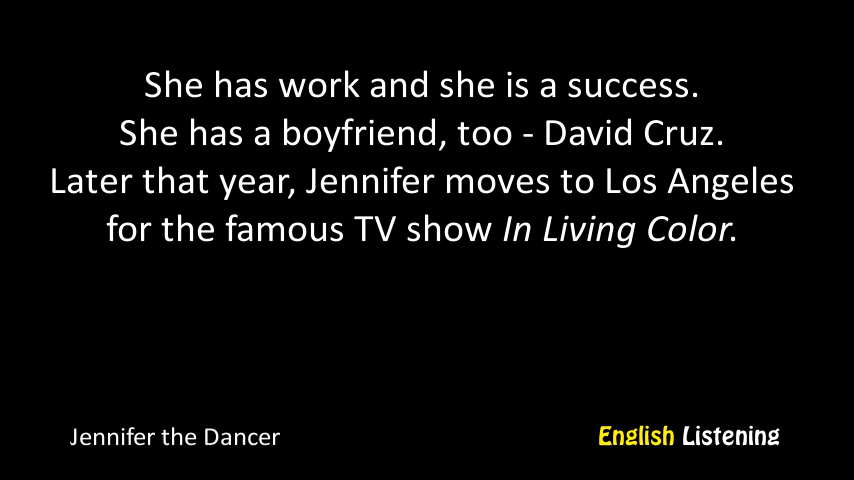 She has work and she is a success.
She has a boyfriend, too - David Cruz.
Later that year, Jennifer moves to Los Angeles
for the famous TV show In Living Color.
Jennifer the Dancer
English Listening